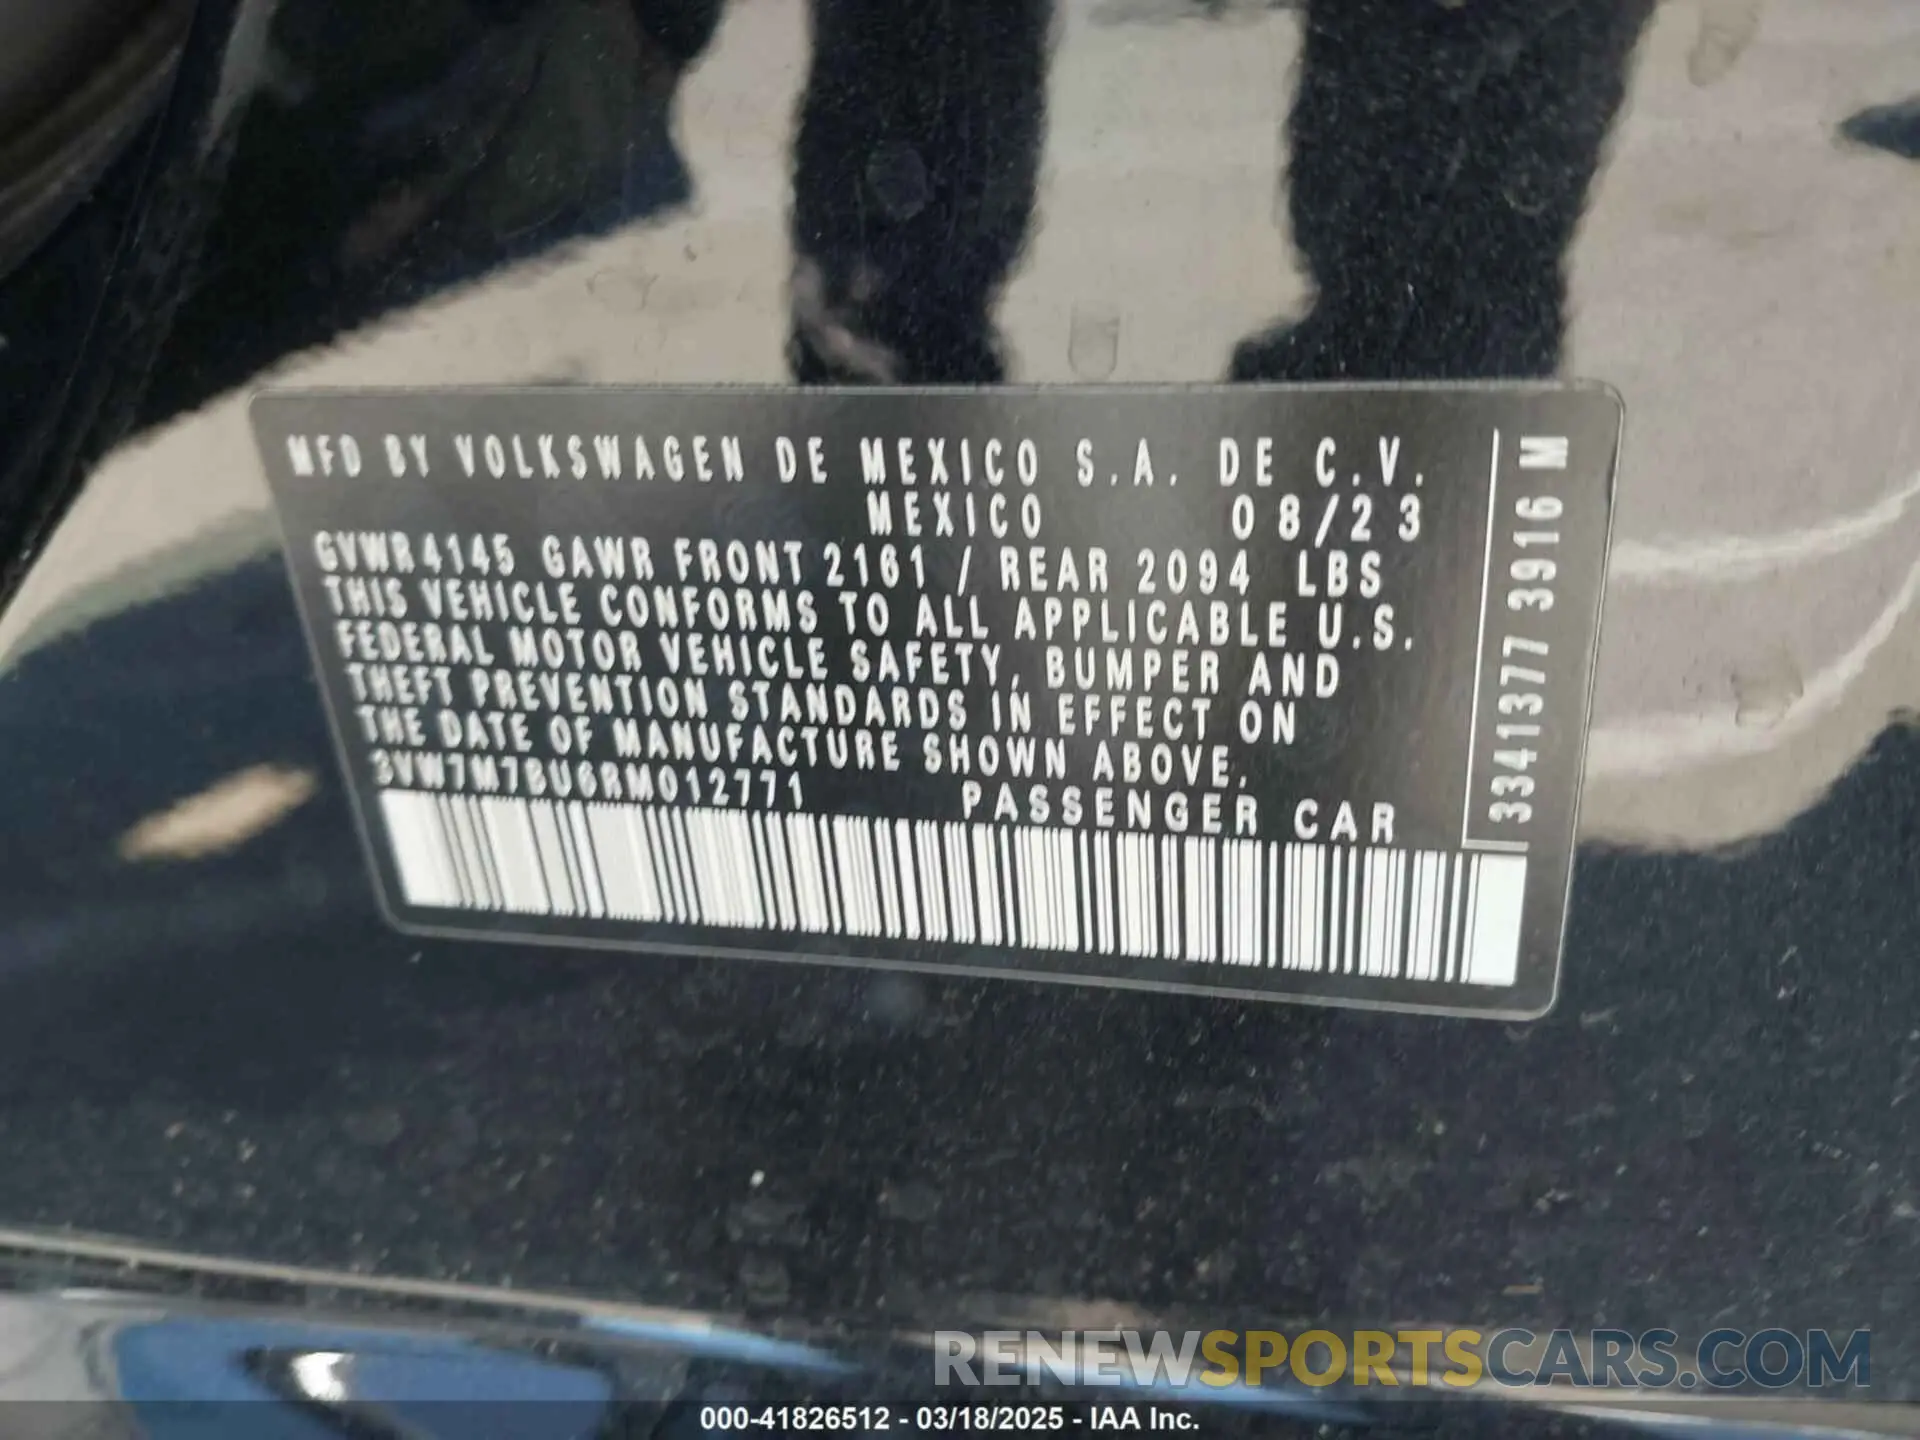 MFD BY VOLKSWAGEN DE MEXICO S.A. DE C.V.
MEXICO 08/23
GVWR 4145 GAWR FRONT 2161 / REAR 2094 LBS
THIS VEHICLE CONFORMS TO ALL APPLICABLE U.S.
FEDERAL MOTOR VEHICLE SAFETY, BUMPER AND
THEFT PREVENTION STANDARDS IN EFFECT ON
THE DATE OF MANUFACTURE SHOWN ABOVE.
3VW7M7BU6RM012771 PASSENGER CAR
3341377 3916 M
RENEWSPORTSCARS.COM
000-41826512 - 03/18/2025 - IAA Inc.